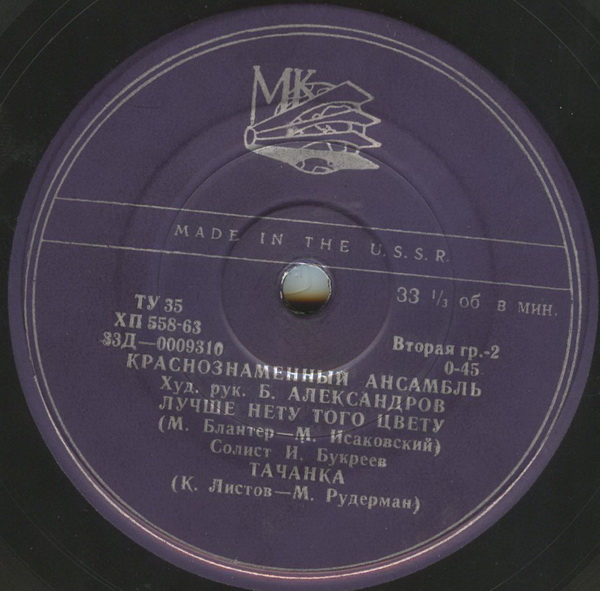 МК
MADE IN THE U.S.S.R.
33 1/3 об в мин.
ТУ 35
ХП 558-63
33Д—0009310
Вторая гр.-2
0-45
КРАСНОЗНАМЕННЫЙ АНСАМБЛЬ
Худ. рук. Б. АЛЕКСАНДРОВ
ЛУЧШЕ НЕТУ ТОГО ЦВЕТУ
(М. Блантер—М. Исаковский)
Солист И. Букреев
ТАЧАНКА
(К. Листов—М. Рудерман)